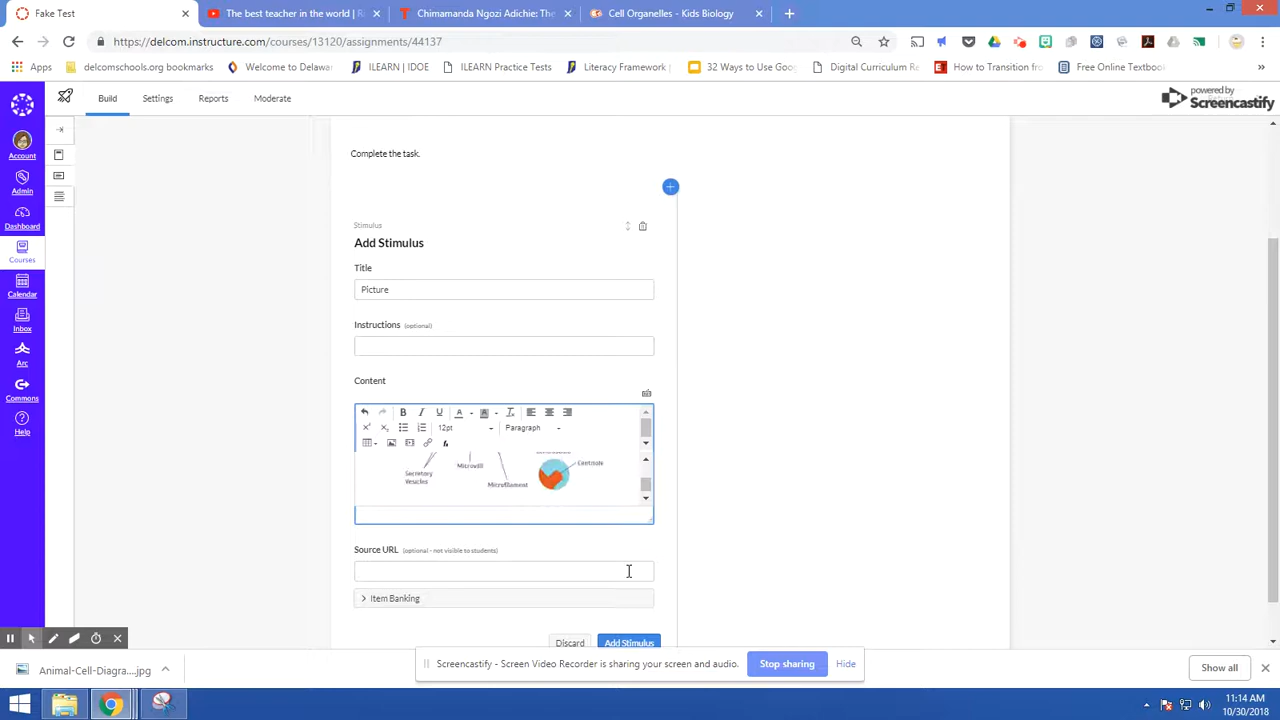 Fake Test
The best teacher in the world | R
Chimamanda Ngozi Adichie: The
Cell Organelles - Kids Biology
https://delcom.instructure.com/courses/13120/assignments/44137
Apps
delcomschools.org bookmarks
Welcome to Delawar
ILEARN | IDOE
ILEARN Practice Tests
Literacy Framework
32 Ways to Use Goog
Digital Curriculum Re
How to Transition fro
Free Online Textboo
»
Build
Settings
Reports
Moderate
powered by
Screencastify
Account
Admin
Dashboard
Courses
Calendar
Inbox
Arc
Commons
Help
Complete the task.
Stimulus
Add Stimulus
Title
Picture
Instructions (optional)
Content
B I U A A
12pt Paragraph
Secretory
Vesicles
Microvilli
Microfilament
Centriole
Source URL (optional - not visible to students)
Item Banking
Discard
Add Stimulus
Screencastify - Screen Video Recorder is sharing your screen and audio.
Stop sharing
Hide
Animal-Cell-Diagra....jpg
Show all
11:14 AM
10/30/2018